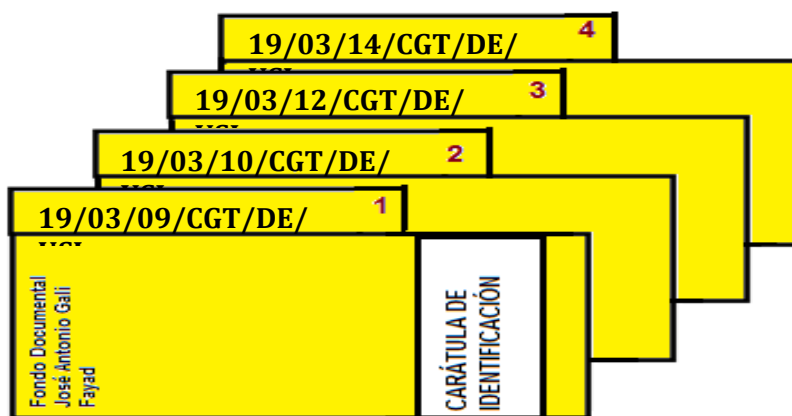 19/03/14/CGT/DE/ 4
19/03/12/CGT/DE/ 3
19/03/10/CGT/DE/ 2
19/03/09/CGT/DE/ 1
Fondo Documental
José Antonio Gali
Fayad
CARÁTULA DE
IDENTIFICACIÓN